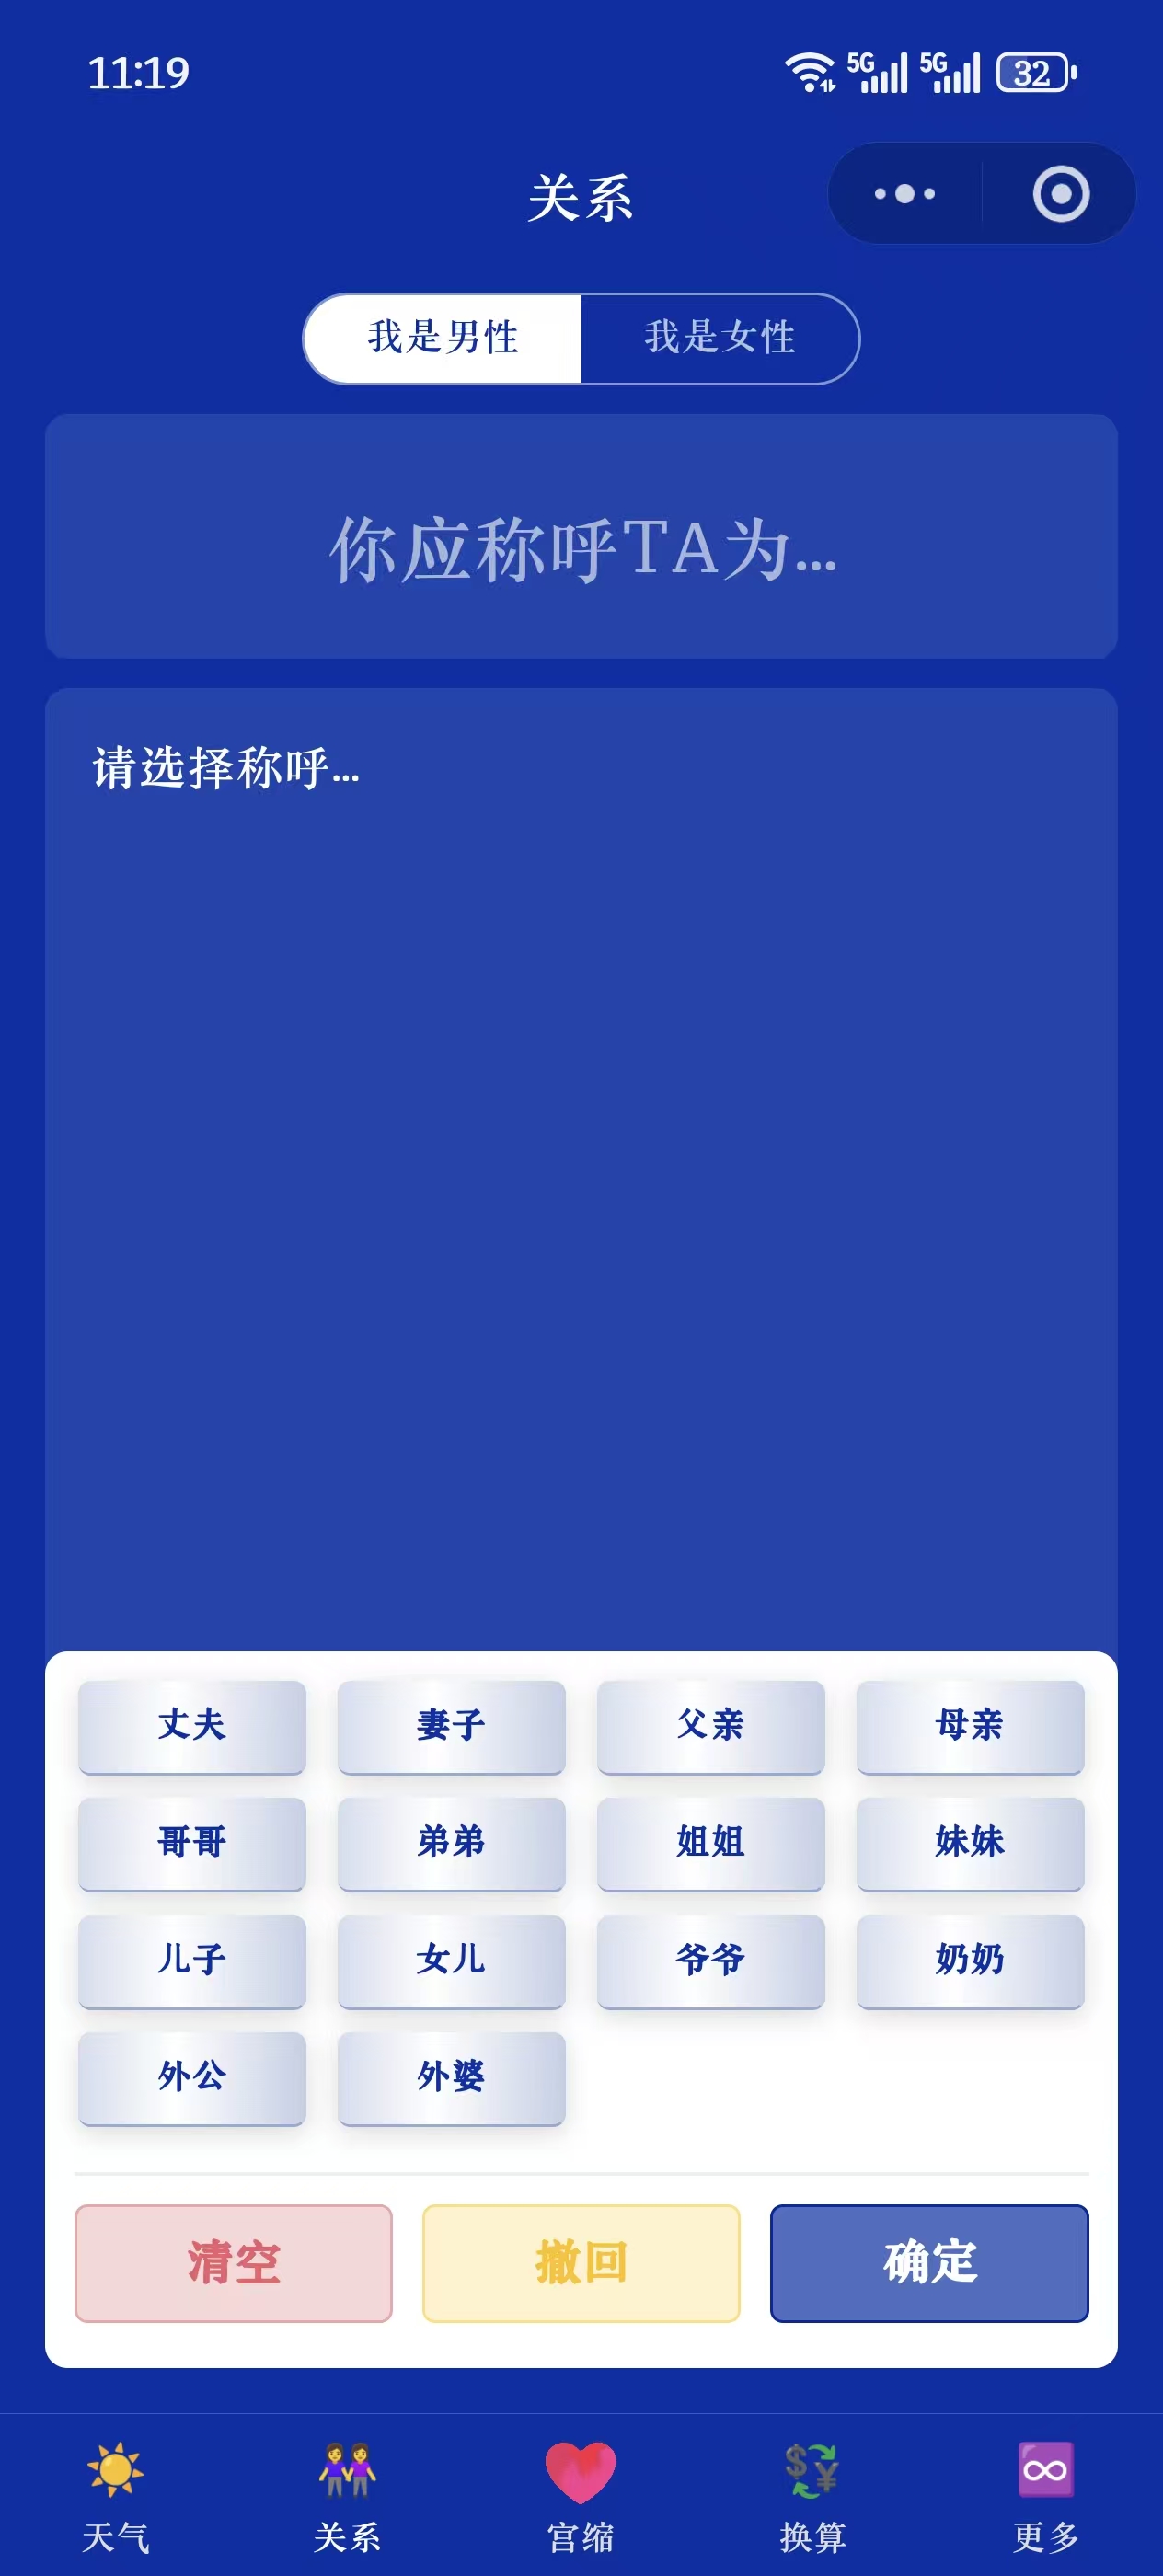 11:19
5G 5G 32
关系
我是男性 我是女性
你应称呼TA为...
请选择称呼...
丈夫 妻子 父亲 母亲
哥哥 弟弟 姐姐 妹妹
儿子 女儿 爷爷 奶奶
外公 外婆
清空 撤回 确定
天气 关系 宫缩 换算 更多